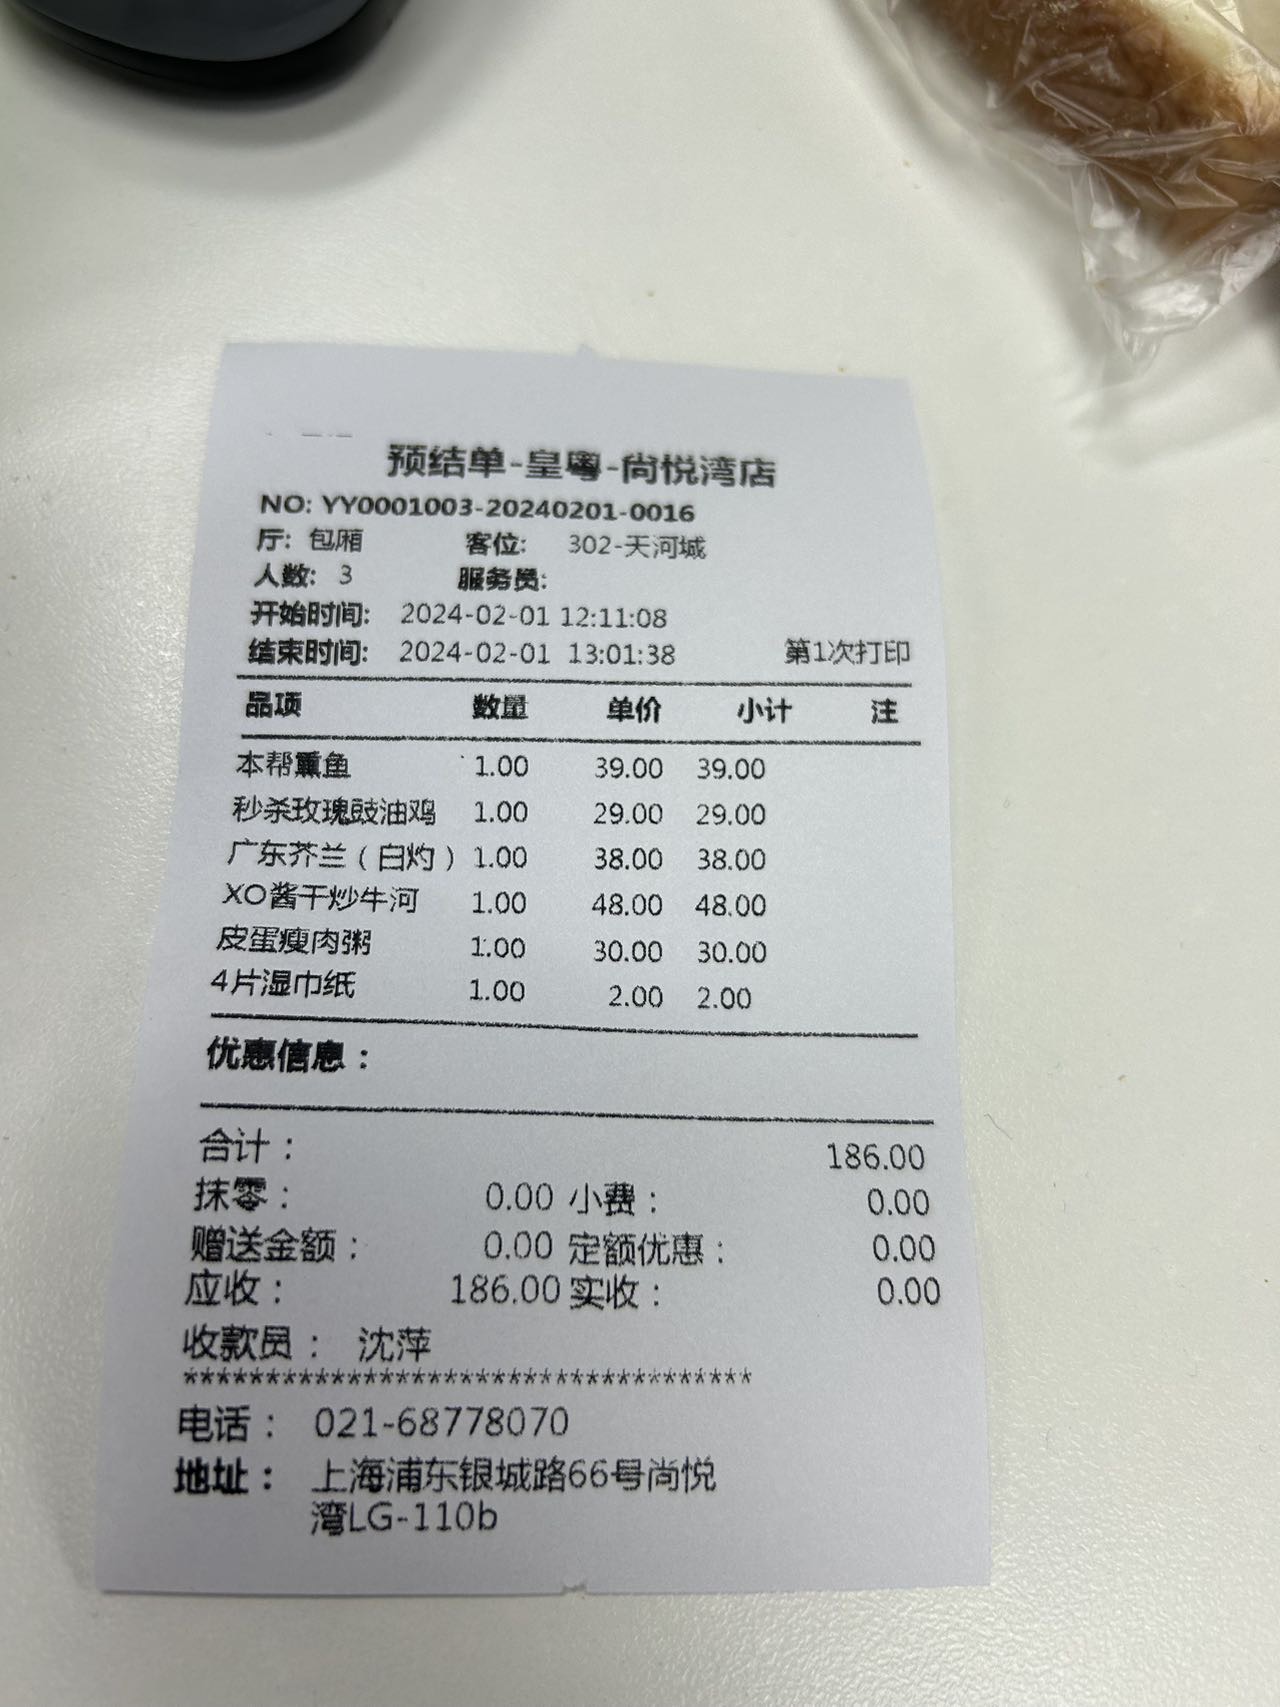 预结单-皇粤-尚悦湾店
NO: YY0001003-20240201-0016
厅: 包厢 客位: 302-天河城
人数: 3 服务员:
开始时间: 2024-02-01 12:11:08
结束时间: 2024-02-01 13:01:38 第1次打印
品项 数量 单价 小计 注
本帮熏鱼 1.00 39.00 39.00
秒杀玫瑰豉油鸡 1.00 29.00 29.00
广东芥兰（白灼） 1.00 38.00 38.00
XO酱干炒牛河 1.00 48.00 48.00
皮蛋瘦肉粥 1.00 30.00 30.00
4片湿巾纸 1.00 2.00 2.00
优惠信息：
合计： 186.00
抹零： 0.00 小费： 0.00
赠送金额： 0.00 定额优惠： 0.00
应收： 186.00 实收： 0.00
收款员： 沈萍
***********************************
电话： 021-68778070
地址： 上海浦东银城路66号尚悦
湾LG-110b